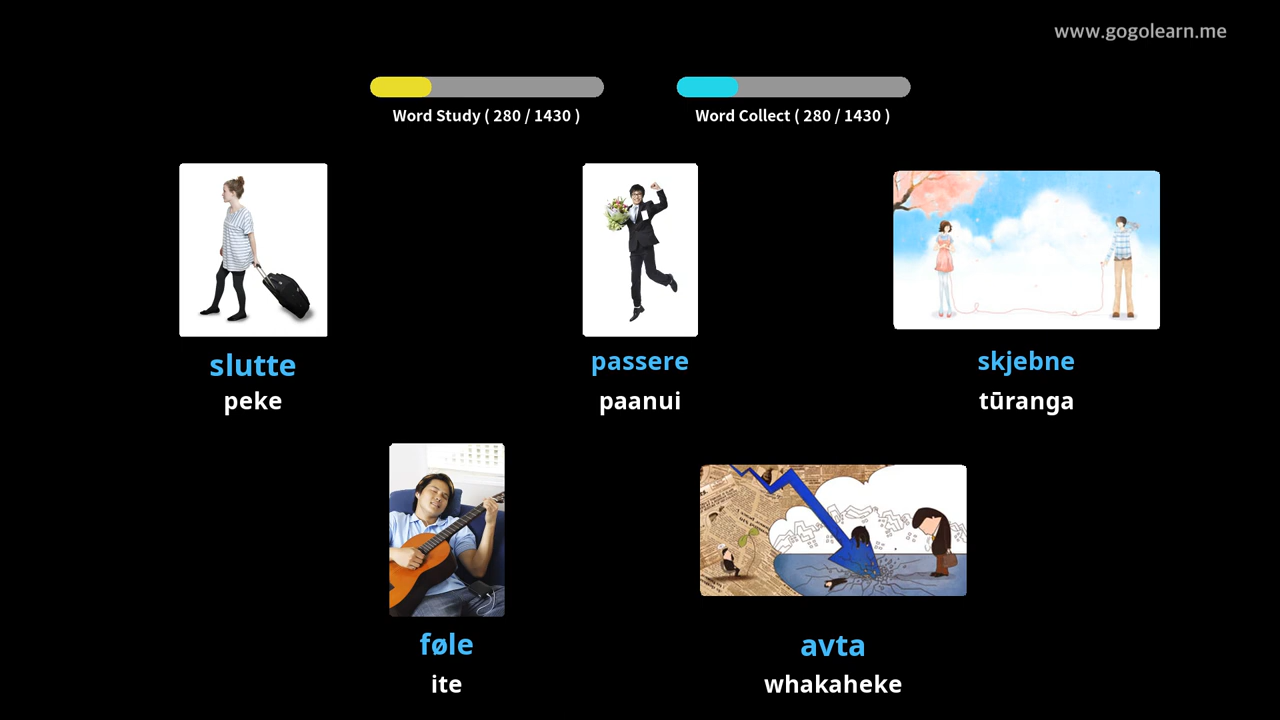 www.gogolearn.me
Word Study ( 280 / 1430 )
Word Collect ( 280 / 1430 )
slutte
peke
passere
paanui
skjebne
tūranga
føle
ite
avta
whakaheke